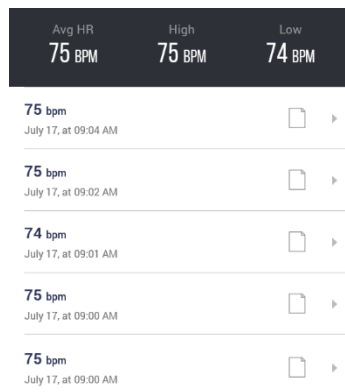 Avg HR High Low
75 BPM 75 BPM 74 BPM
75 bpm
July 17, at 09:04 AM
75 bpm
July 17, at 09:02 AM
74 bpm
July 17, at 09:01 AM
75 bpm
July 17, at 09:00 AM
75 bpm
July 17, at 09:00 AM